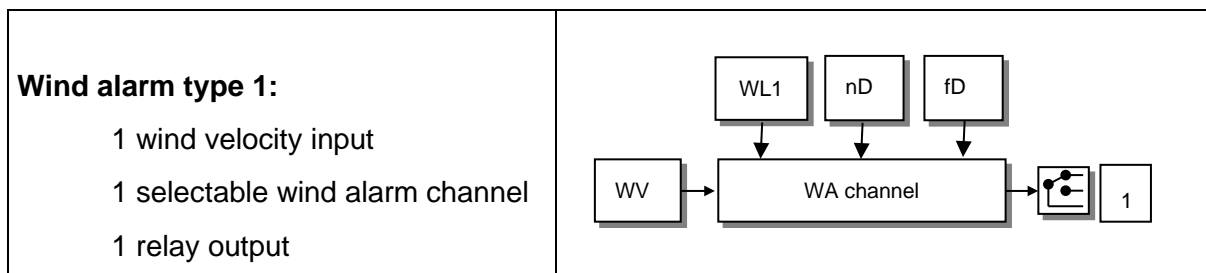 Wind alarm type 1:
1 wind velocity input
1 selectable wind alarm channel
1 relay output
WL1 nD fD
WV WA channel 1